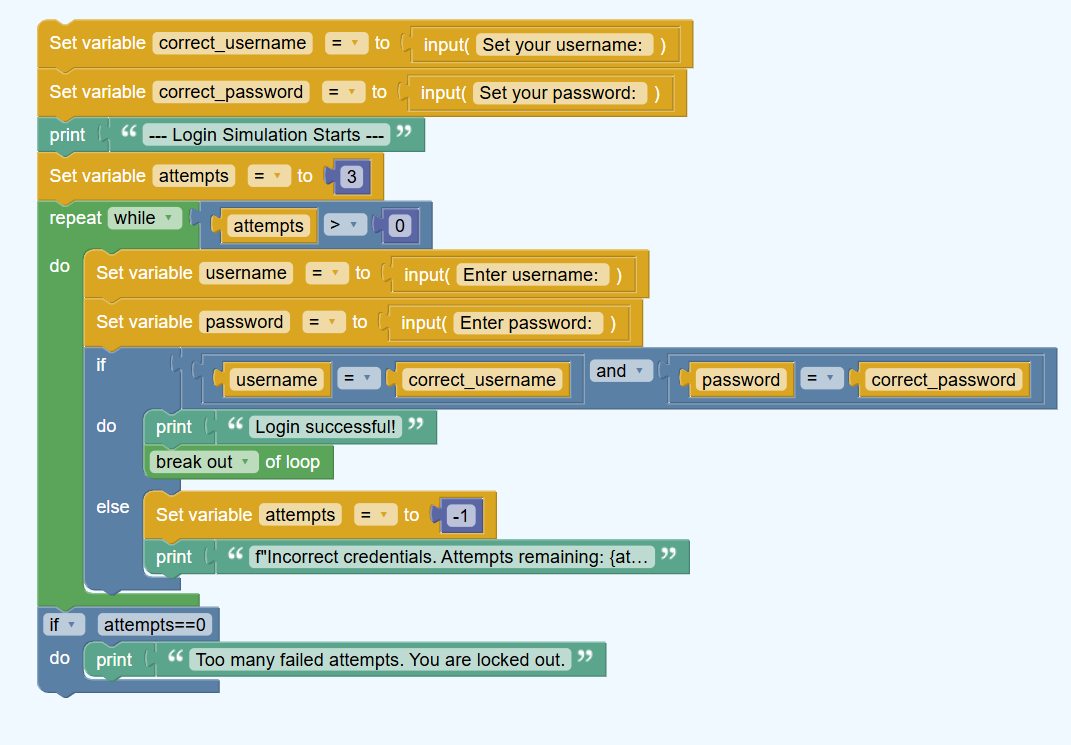 Set variable correct_username = to input( Set your username: )
Set variable correct_password = to input( Set your password: )
print “ --- Login Simulation Starts --- ”
Set variable attempts = to 3
repeat while attempts > 0
do Set variable username = to input( Enter username: )
Set variable password = to input( Enter password: )
if username = correct_username and password = correct_password
do print “ Login successful! ”
break out of loop
else Set variable attempts = to -1
print “ f"Incorrect credentials. Attempts remaining: {at... ”
if attempts==0
do print “ Too many failed attempts. You are locked out. ”